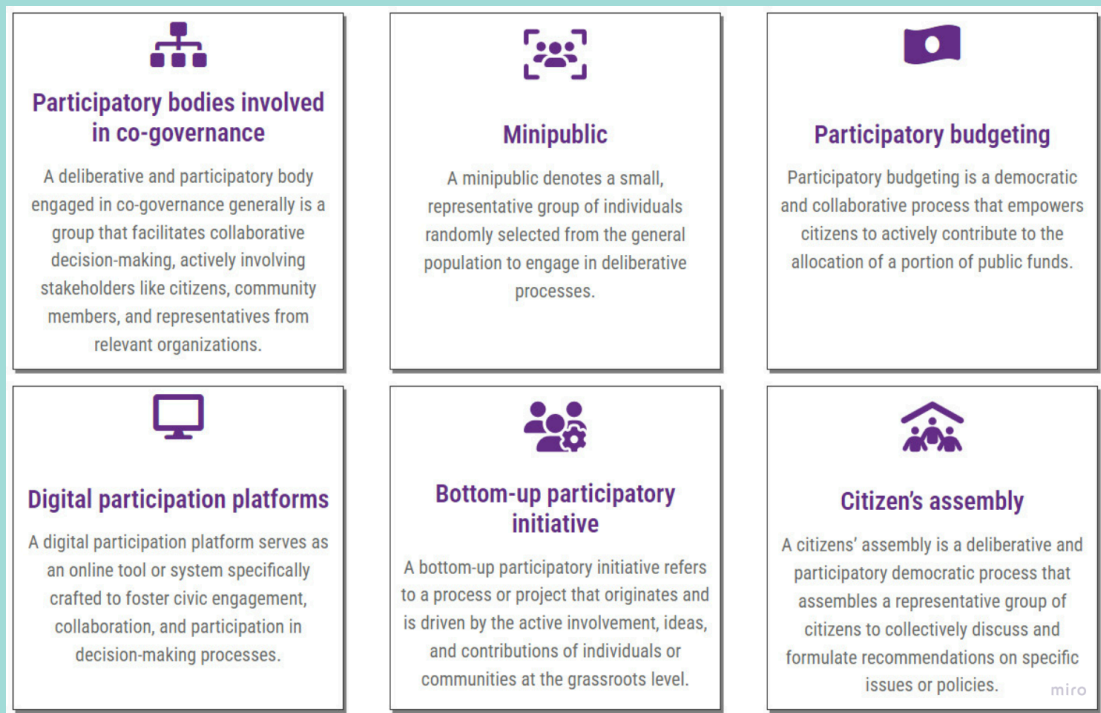 Participatory bodies involved
in co-governance
A deliberative and participatory body
engaged in co-governance generally is a
group that facilitates collaborative
decision-making, actively involving
stakeholders like citizens, community
members, and representatives from
relevant organizations.
Minipublic
A minipublic denotes a small,
representative group of individuals
randomly selected from the general
population to engage in deliberative
processes.
Participatory budgeting
Participatory budgeting is a democratic
and collaborative process that empowers
citizens to actively contribute to the
allocation of a portion of public funds.
Digital participation platforms
A digital participation platform serves as
an online tool or system specifically
crafted to foster civic engagement,
collaboration, and participation in
decision-making processes.
Bottom-up participatory
initiative
A bottom-up participatory initiative refers
to a process or project that originates and
is driven by the active involvement, ideas,
and contributions of individuals or
communities at the grassroots level.
Citizen's assembly
A citizens' assembly is a deliberative and
participatory democratic process that
assembles a representative group of
citizens to collectively discuss and
formulate recommendations on specific
issues or policies.
miro